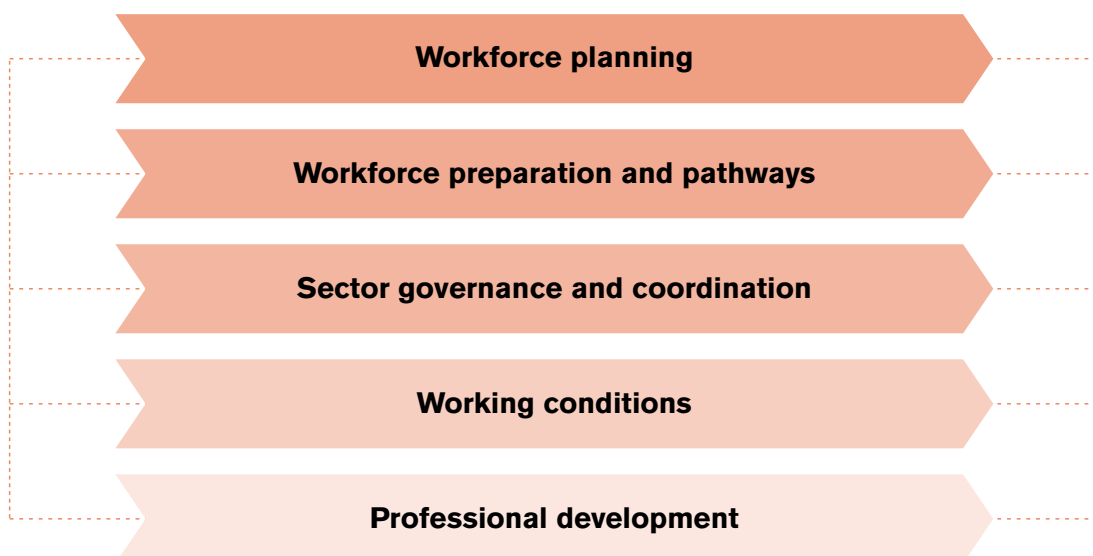 Workforce planning
Workforce preparation and pathways
Sector governance and coordination
Working conditions
Professional development